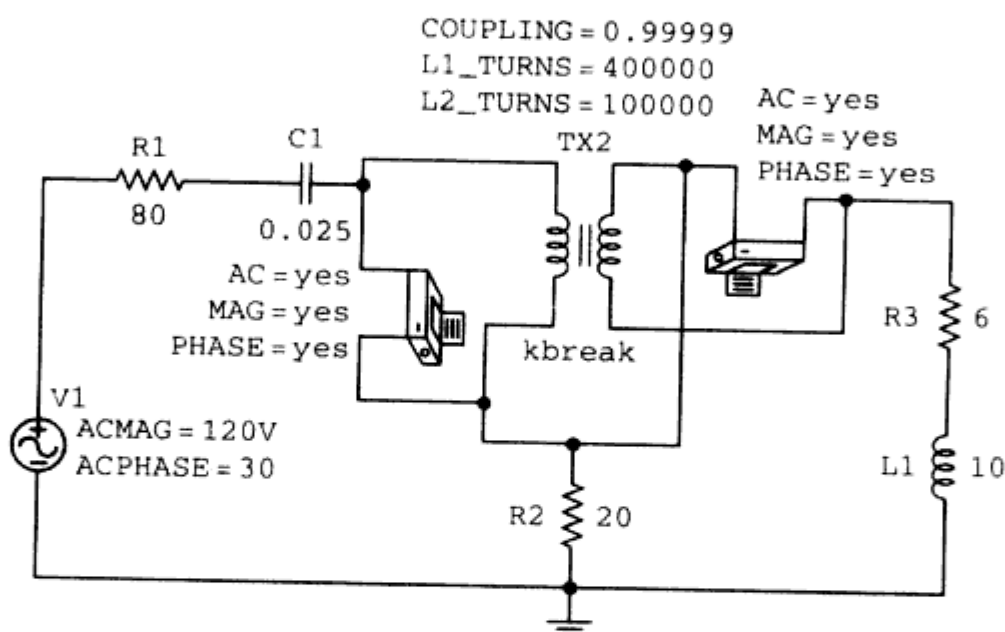 COUPLING=0.99999
L1_TURNS=400000
L2_TURNS=100000
AC=yes
MAG=yes
PHASE=yes
R1
C1
TX2
80
0.025
AC=yes
MAG=yes
PHASE=yes
kbreak
R3
6
V1
ACMAG=120V
ACPHASE=30
R2
20
L1
10